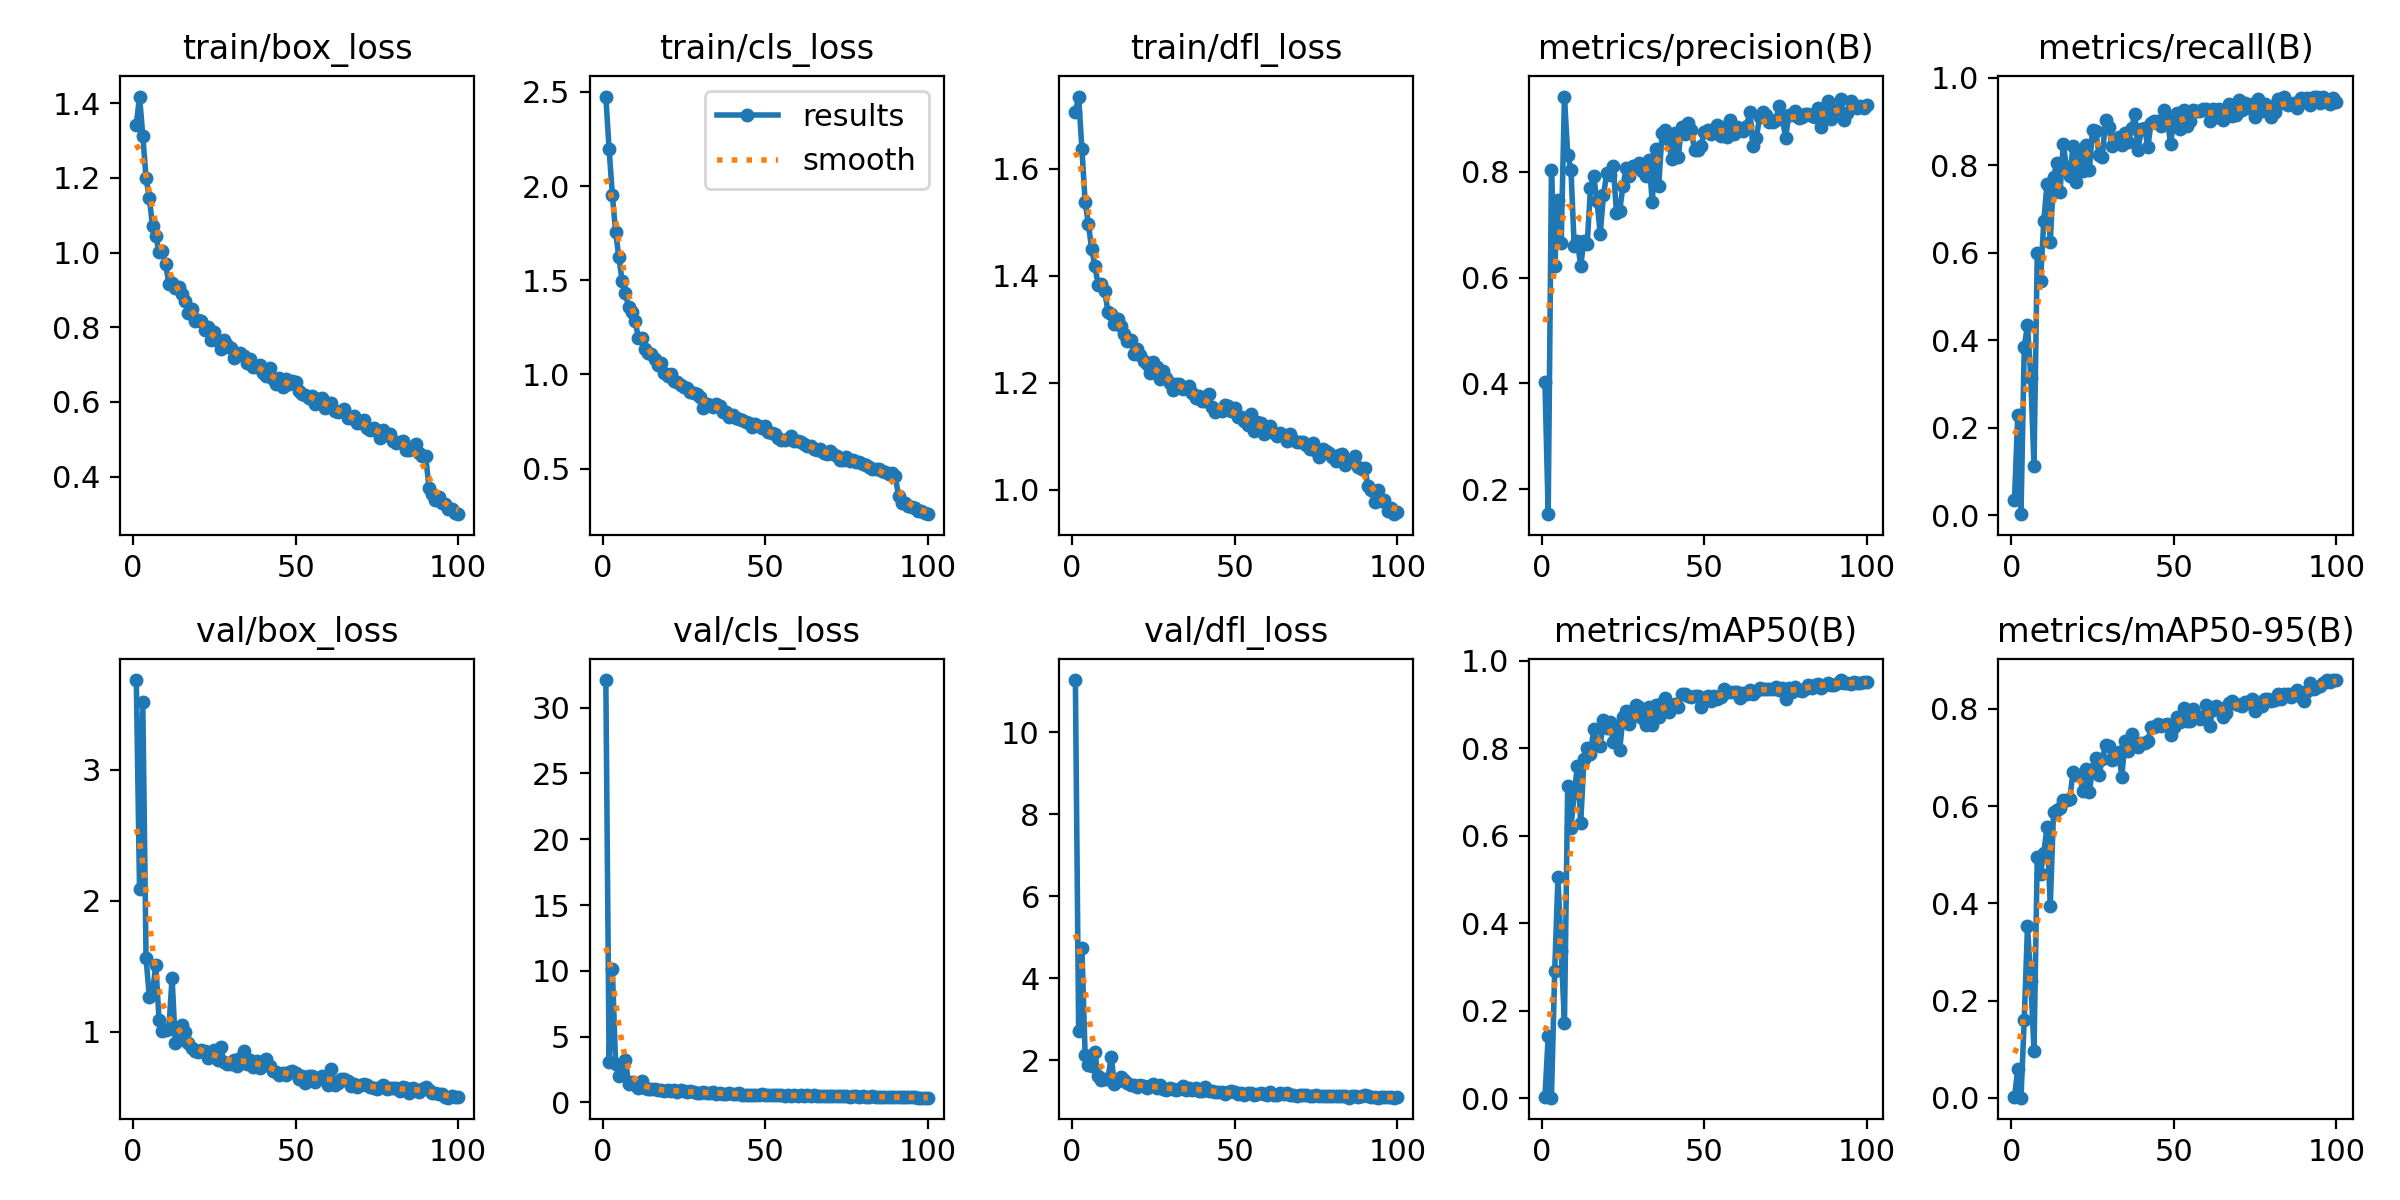 train/box_loss
1.4
1.2
1.0
0.8
0.6
0.4
0 50 100
train/cls_loss
2.5
2.0
1.5
1.0
0.5
results
smooth
0 50 100
train/dfl_loss
1.6
1.4
1.2
1.0
0 50 100
metrics/precision(B)
0.8
0.6
0.4
0.2
0 50 100
metrics/recall(B)
1.0
0.8
0.6
0.4
0.2
0.0
0 50 100
val/box_loss
3
2
1
0 50 100
val/cls_loss
30
25
20
15
10
5
0
0 50 100
val/dfl_loss
10
8
6
4
2
0 50 100
metrics/mAP50(B)
1.0
0.8
0.6
0.4
0.2
0.0
0 50 100
metrics/mAP50-95(B)
0.8
0.6
0.4
0.2
0.0
0 50 100